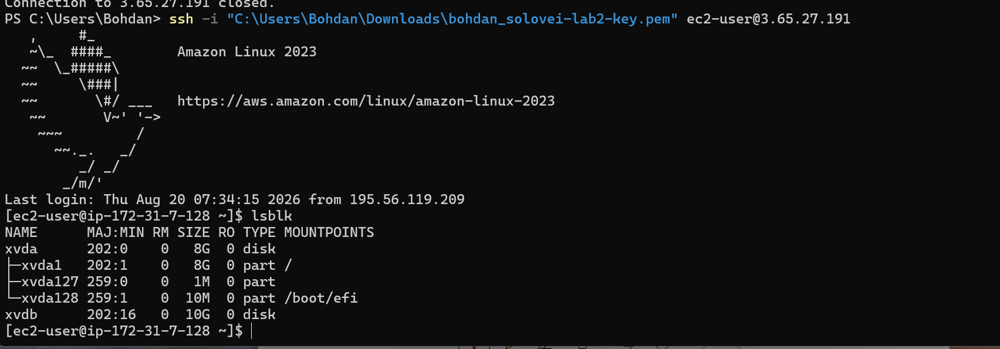 Connection to 3.65.27.191 closed.
PS C:\Users\Bohdan> ssh -i "C:\Users\Bohdan\Downloads\bohdan_solovei-lab2-key.pem" ec2-user@3.65.27.191
   ,     #_
   ~\_  ####_        Amazon Linux 2023
  ~~  \_#####\
  ~~     \###|
  ~~       \#/ ___   https://aws.amazon.com/linux/amazon-linux-2023
   ~~       V~' '->
    ~~~         /
      ~~._.   _/
         _/ _/
       _/m/'
Last login: Thu Aug 20 07:34:15 2026 from 195.56.119.209
[ec2-user@ip-172-31-7-128 ~]$ lsblk
NAME      MAJ:MIN RM SIZE RO TYPE MOUNTPOINTS
xvda      202:0    0   8G  0 disk
├─xvda1   202:1    0   8G  0 part /
├─xvda127 259:0    0   1M  0 part
└─xvda128 259:1    0  10M  0 part /boot/efi
xvdb      202:16   0  10G  0 disk
[ec2-user@ip-172-31-7-128 ~]$